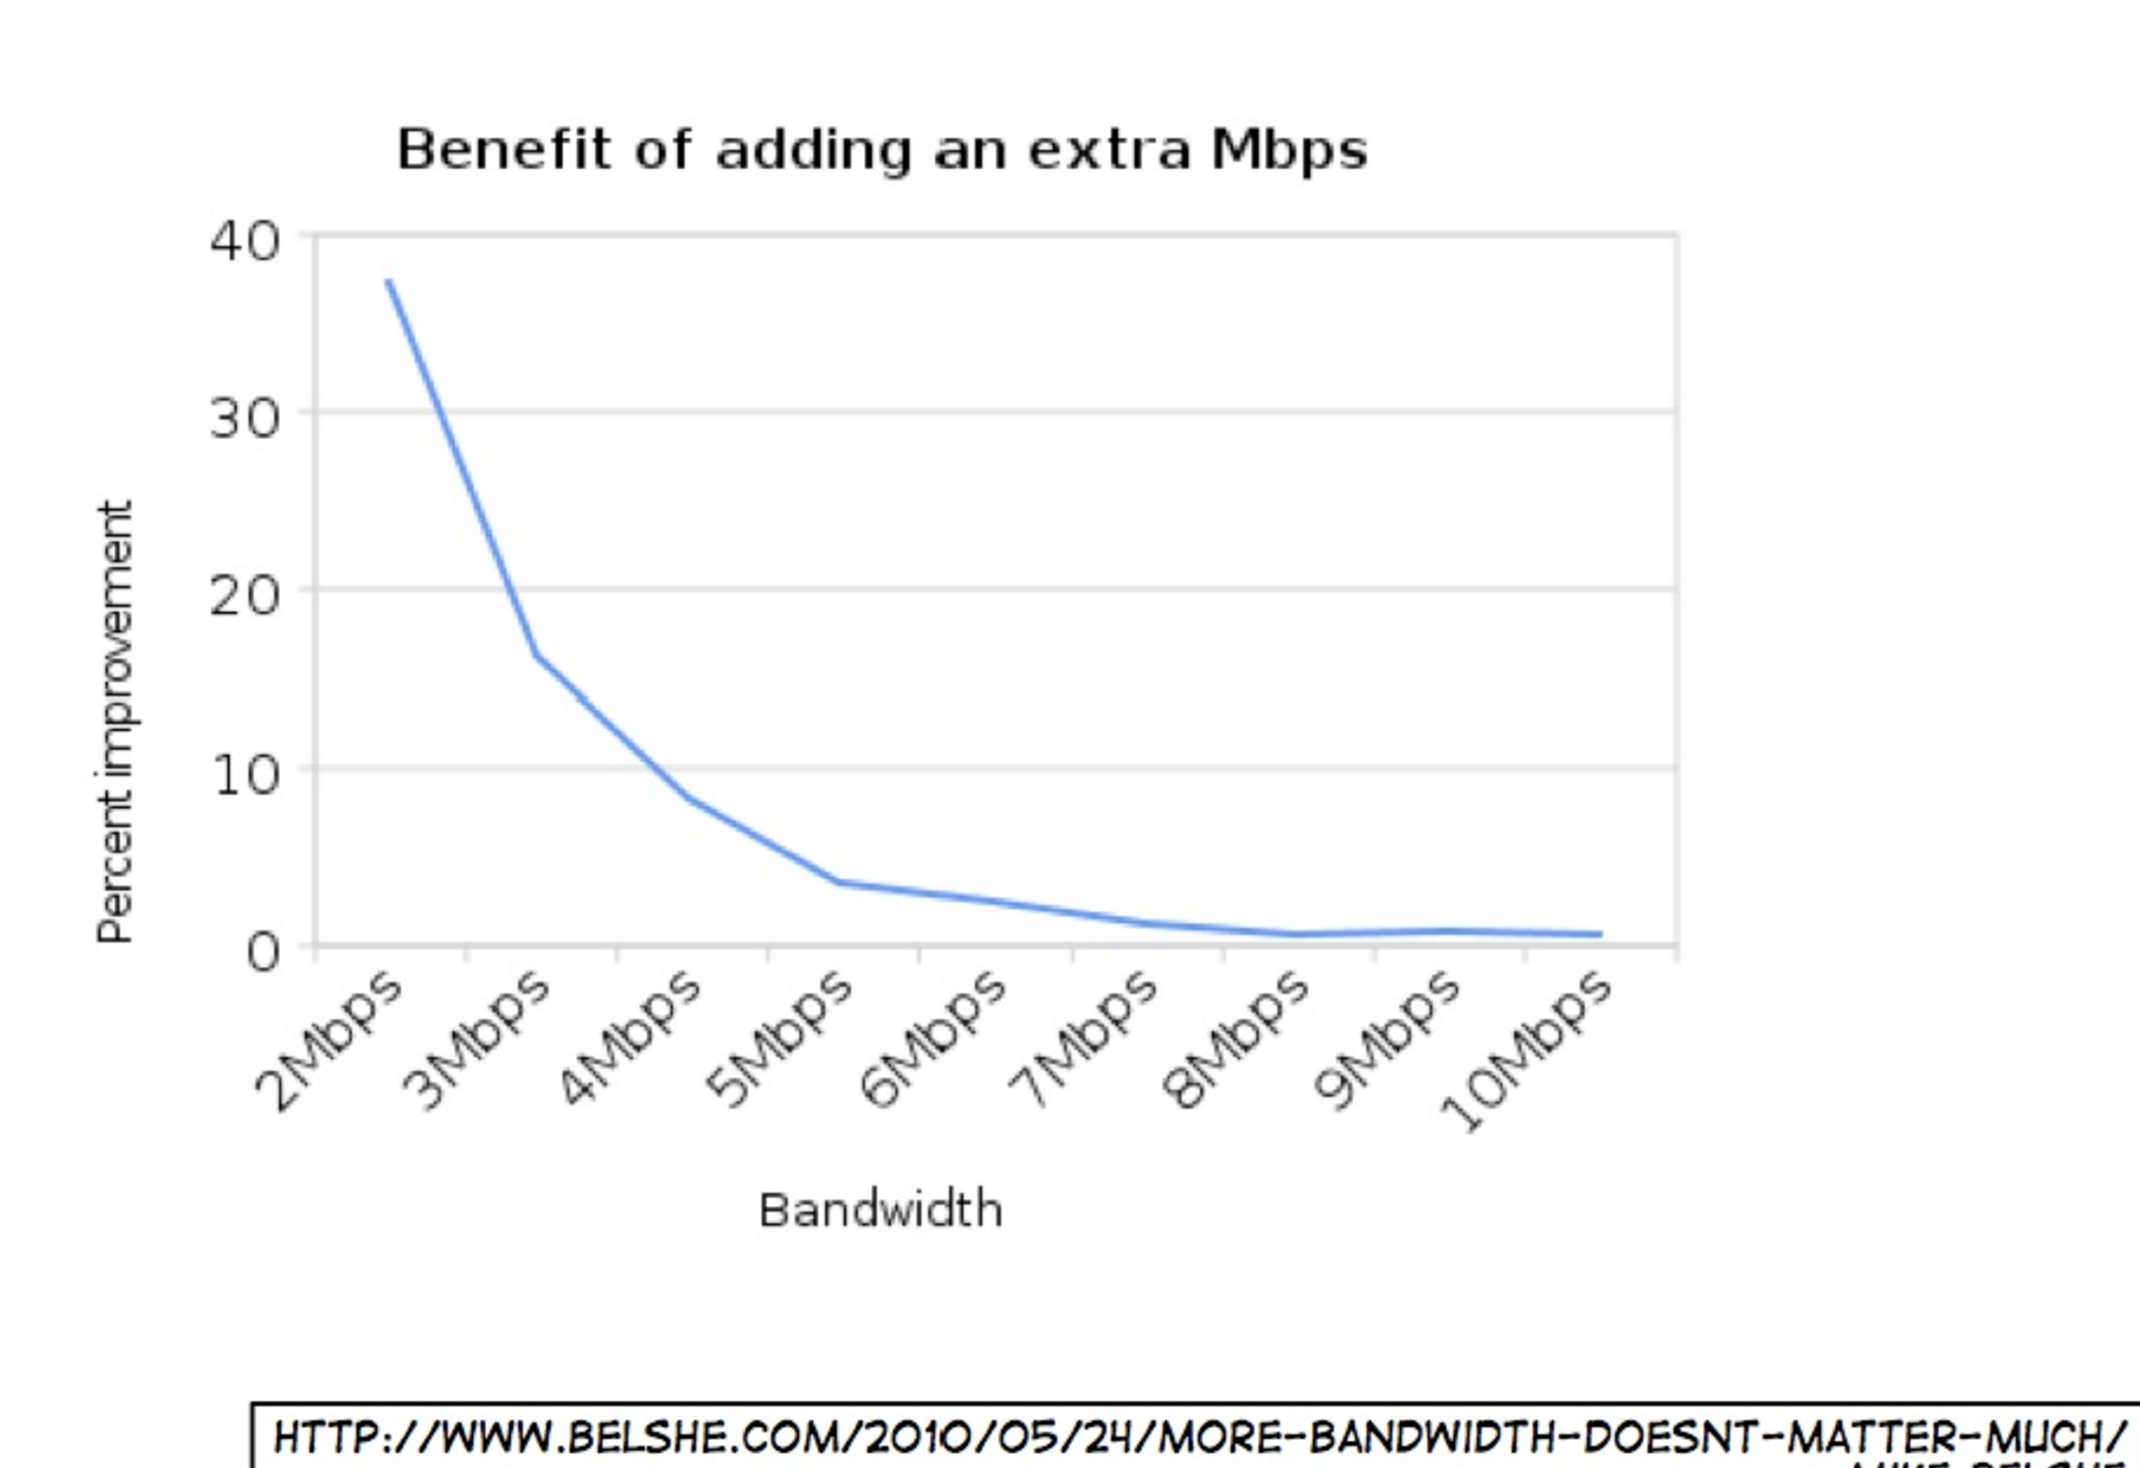 Benefit of adding an extra Mbps
40
30
20
10
0
Percent improvement
2Mbps
3Mbps
4Mbps
5Mbps
6Mbps
7Mbps
8Mbps
9Mbps
10Mbps
Bandwidth
HTTP://WWW.BELSHE.COM/2010/05/24/MORE-BANDWIDTH-DOESNT-MATTER-MUCH/